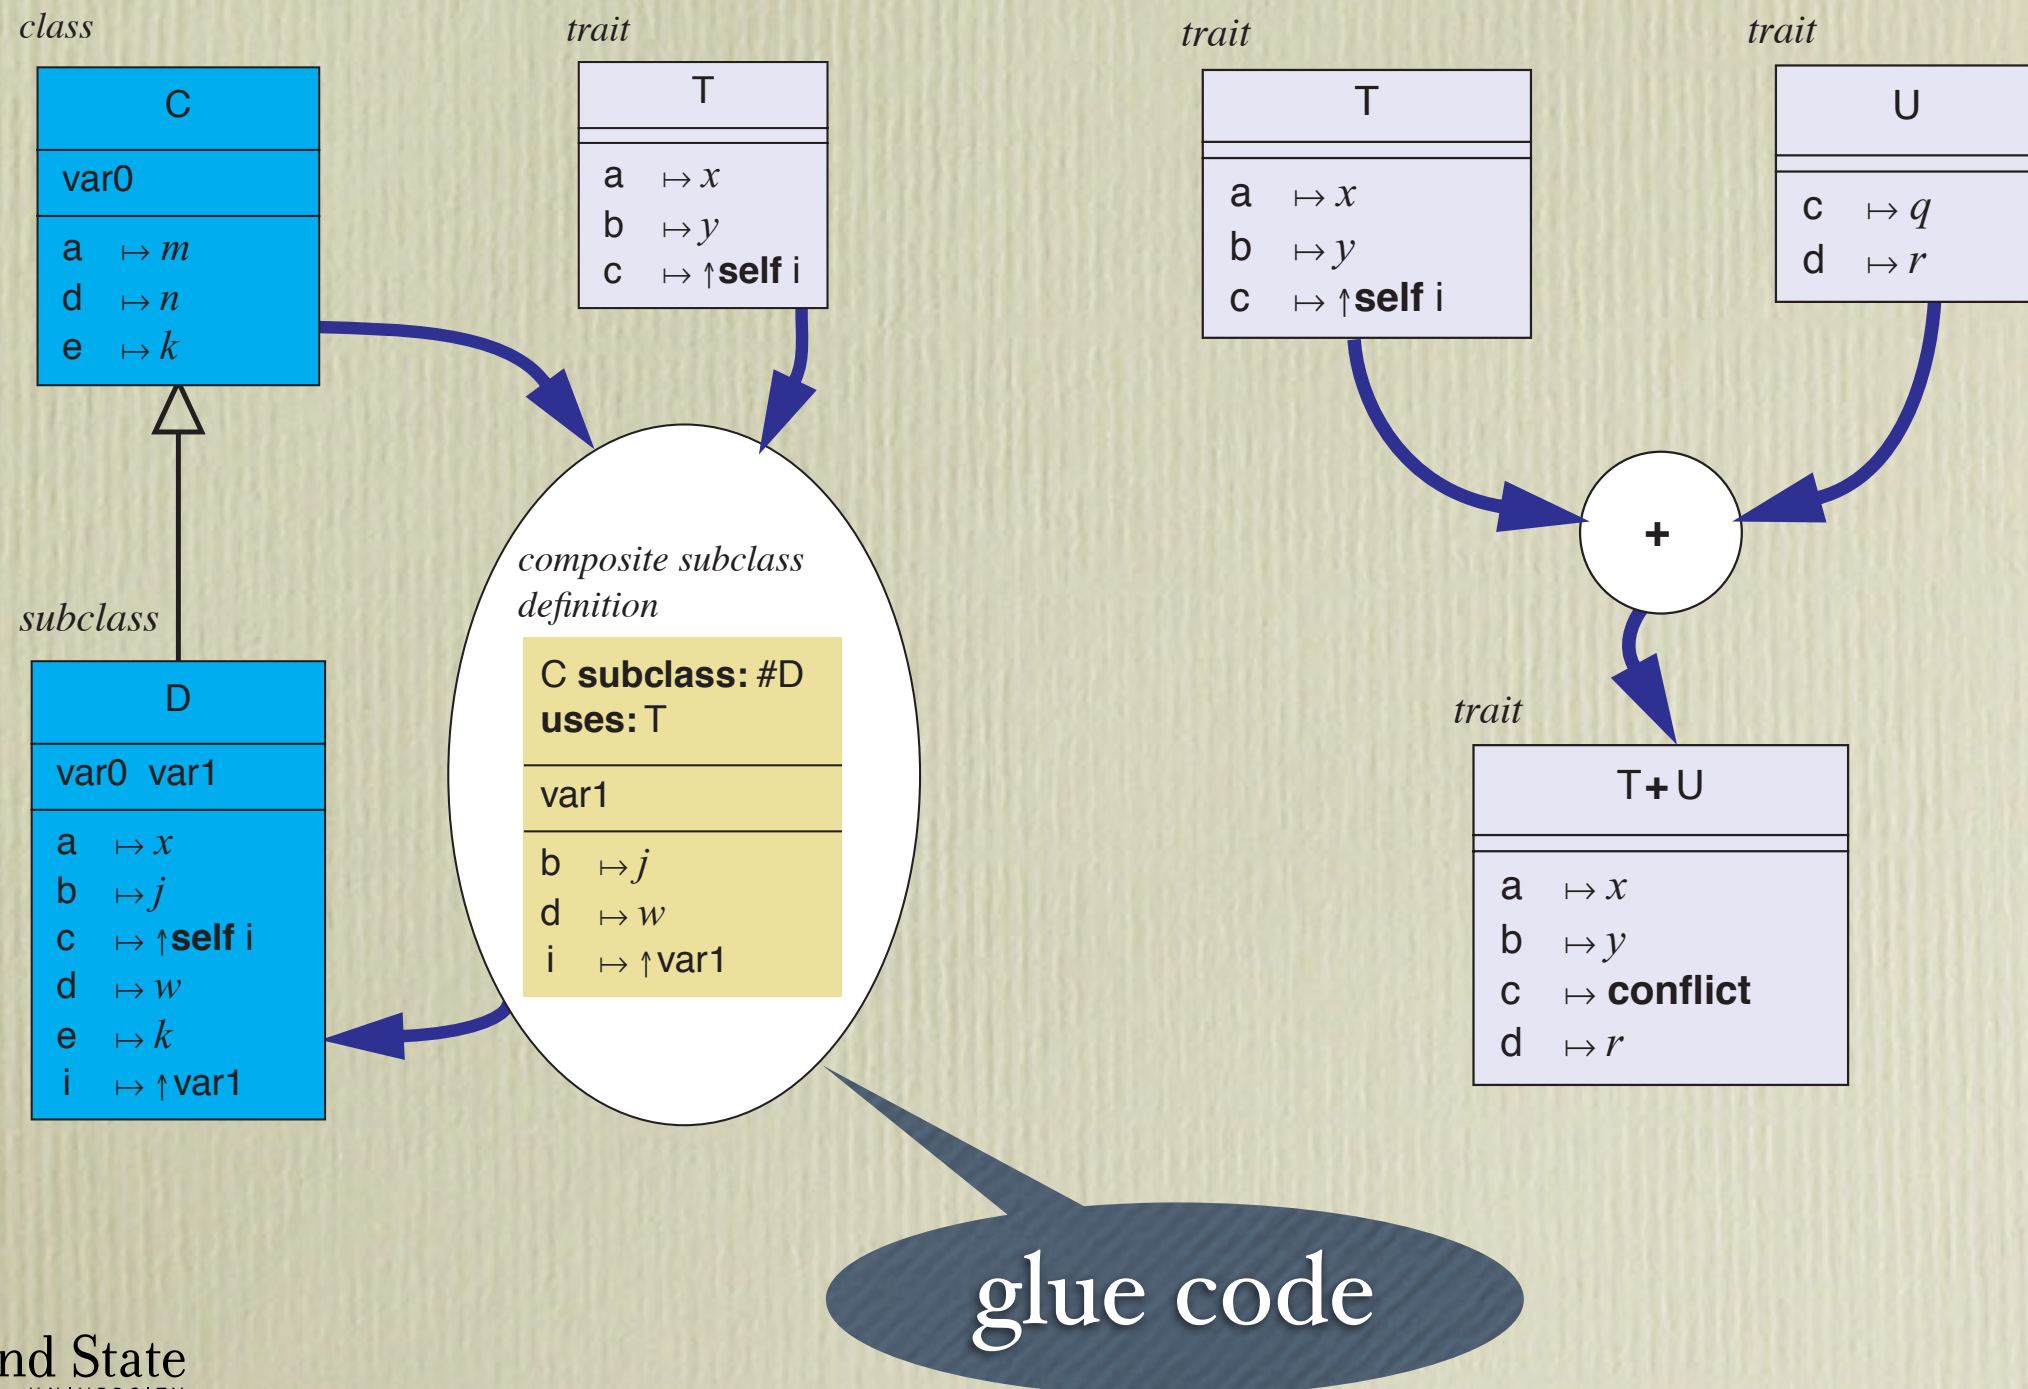 class
C
var0
a ↦ m
d ↦ n
e ↦ k
trait
T
a ↦ x
b ↦ y
c ↦ ↑self i
subclass
D
var0 var1
a ↦ x
b ↦ j
c ↦ ↑self i
d ↦ w
e ↦ k
i ↦ ↑var1
composite subclass
definition
C subclass: #D
uses: T
var1
b ↦ j
d ↦ w
i ↦ ↑var1
trait
T
a ↦ x
b ↦ y
c ↦ ↑self i
trait
U
c ↦ q
d ↦ r
+
trait
T+U
a ↦ x
b ↦ y
c ↦ conflict
d ↦ r
glue code
nd State